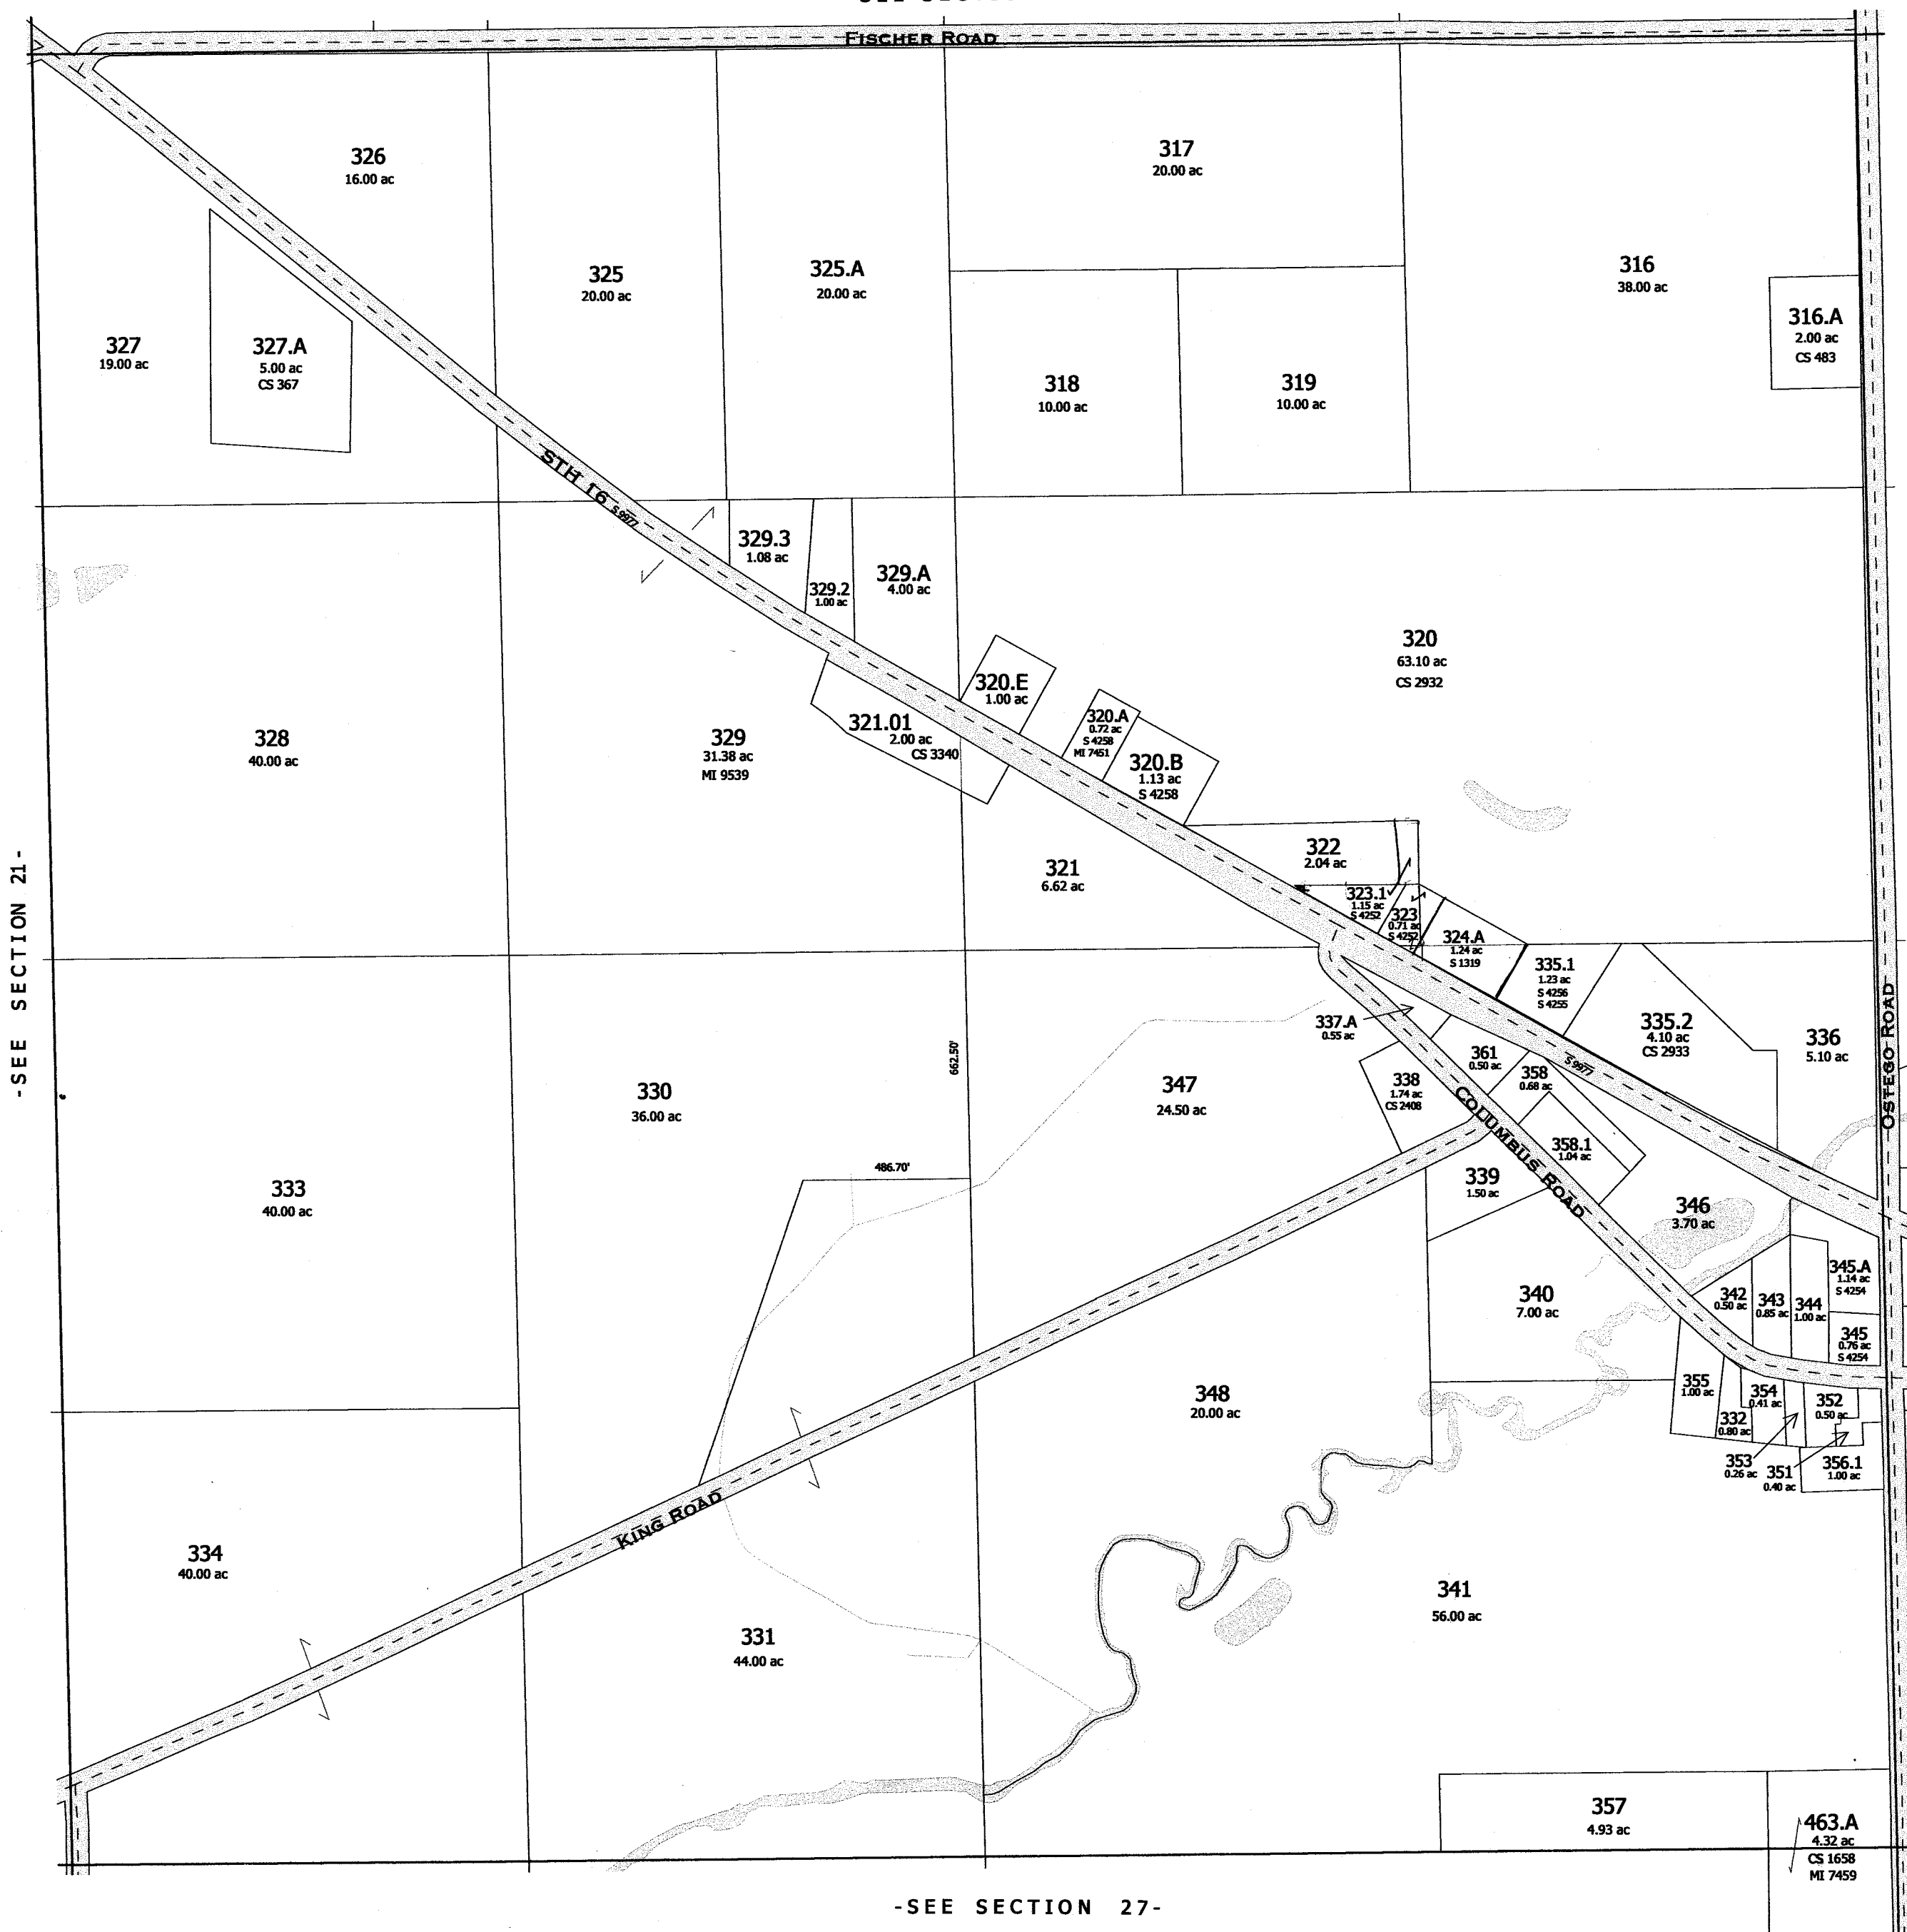 FISCHER ROAD
326
16.00 ac
317
20.00 ac
325
20.00 ac
325.A
20.00 ac
316
38.00 ac
316.A
2.00 ac
CS 483
327
19.00 ac
327.A
5.00 ac
CS 367
318
10.00 ac
319
10.00 ac
STH 16
S 9977
329.3
1.08 ac
329.2
1.00 ac
329.A
4.00 ac
320
63.10 ac
CS 2932
320.E
1.00 ac
320.A
0.72 ac
S 4258
MI 7451
320.B
1.13 ac
S 4258
321.01
2.00 ac
CS 3340
328
40.00 ac
329
31.38 ac
MI 9539
321
6.62 ac
322
2.04 ac
323.1
1.15 ac
S 4252
323
0.71 ac
S 4252
324.A
1.24 ac
S 1319
335.1
1.23 ac
S 4256
S 4255
335.2
4.10 ac
CS 2933
336
5.10 ac
OSTEGO ROAD
-SEE SECTION 21-
337.A
0.55 ac
361
0.50 ac
358
0.68 ac
S 9977
338
1.74 ac
CS 2408
COLUMBUS ROAD
358.1
1.04 ac
330
36.00 ac
662.50'
347
24.50 ac
486.70'
333
40.00 ac
339
1.50 ac
346
3.70 ac
340
7.00 ac
342
0.50 ac
343
0.85 ac
344
1.00 ac
345.A
1.14 ac
S 4254
345
0.76 ac
S 4254
348
20.00 ac
355
1.00 ac
332
0.80 ac
354
0.41 ac
352
0.50 ac
353
0.26 ac
351
0.40 ac
356.1
1.00 ac
KING ROAD
334
40.00 ac
331
44.00 ac
341
56.00 ac
357
4.93 ac
463.A
4.32 ac
CS 1658
MI 7459
-SEE SECTION 27-